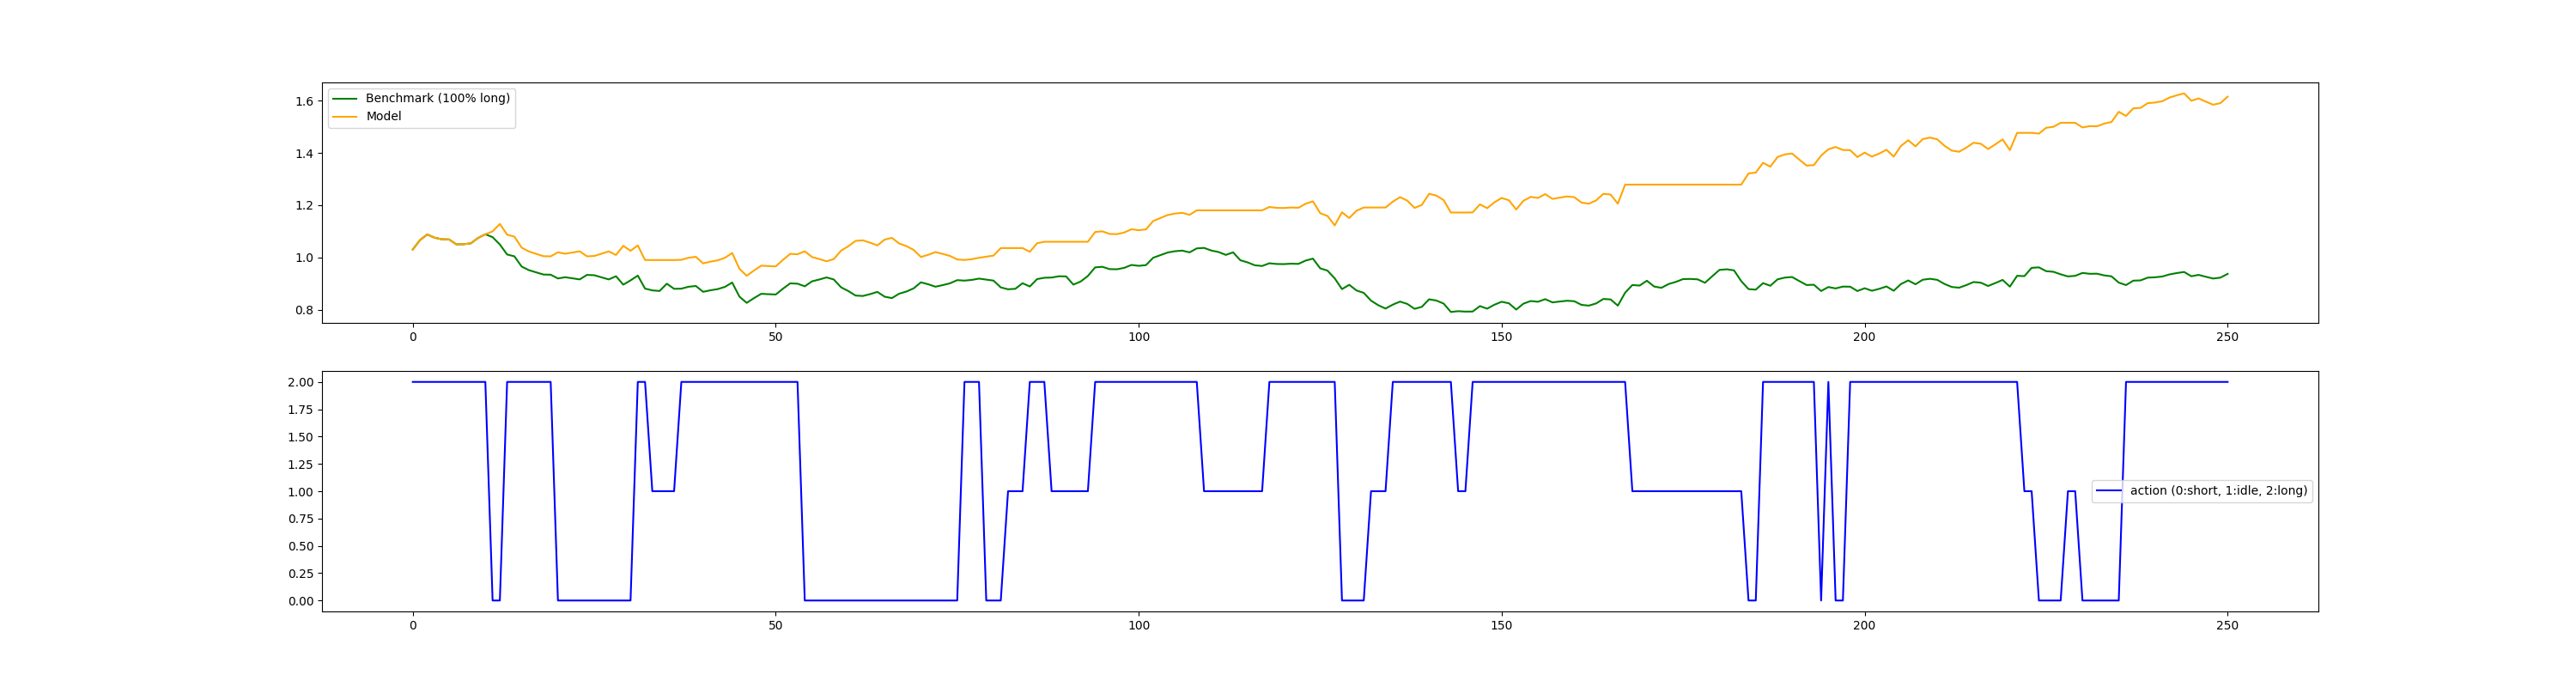 Benchmark (100% long)
Model
1.6
1.4
1.2
1.0
0.8
0 50 100 150 200 250
2.00
1.75
1.50
1.25
1.00
0.75
0.50
0.25
0.00
action (0:short, 1:idle, 2:long)
0 50 100 150 200 250